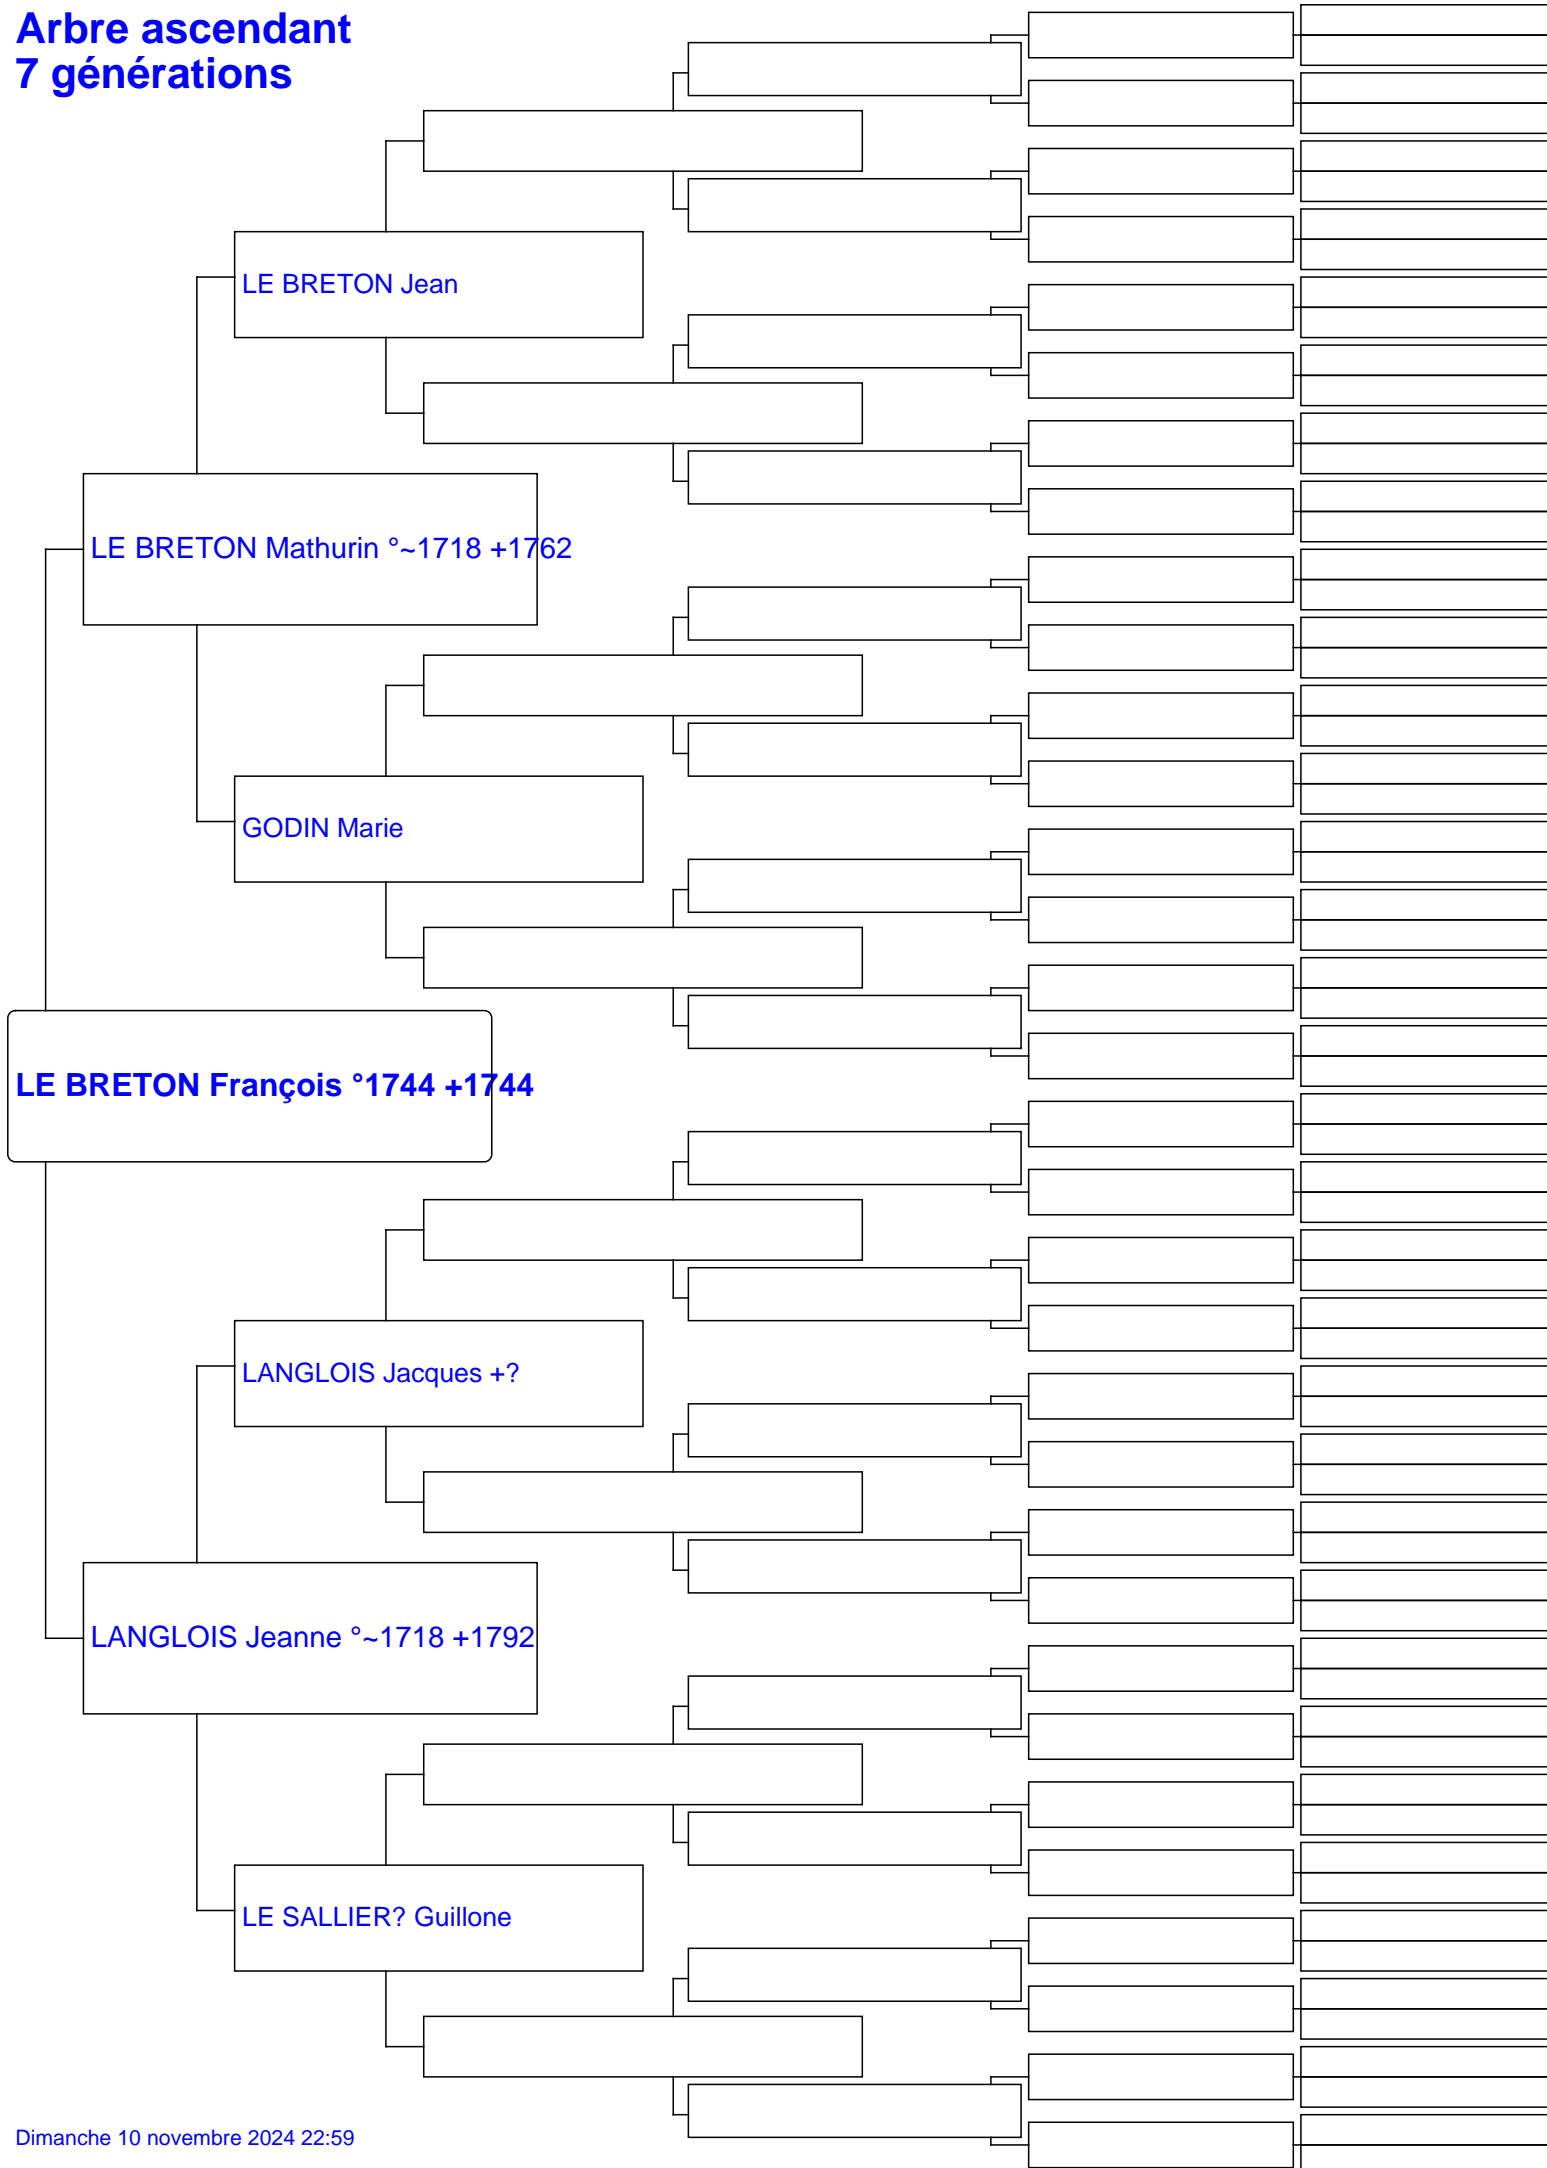 Arbre ascendant
7 générations
LE BRETON Jean
LE BRETON Mathurin °~1718 +1762
GODIN Marie
LE BRETON François °1744 +1744
LANGLOIS Jacques +?
LANGLOIS Jeanne °~1718 +1792
LE SALLIER? Guillone
Dimanche 10 novembre 2024 22:59